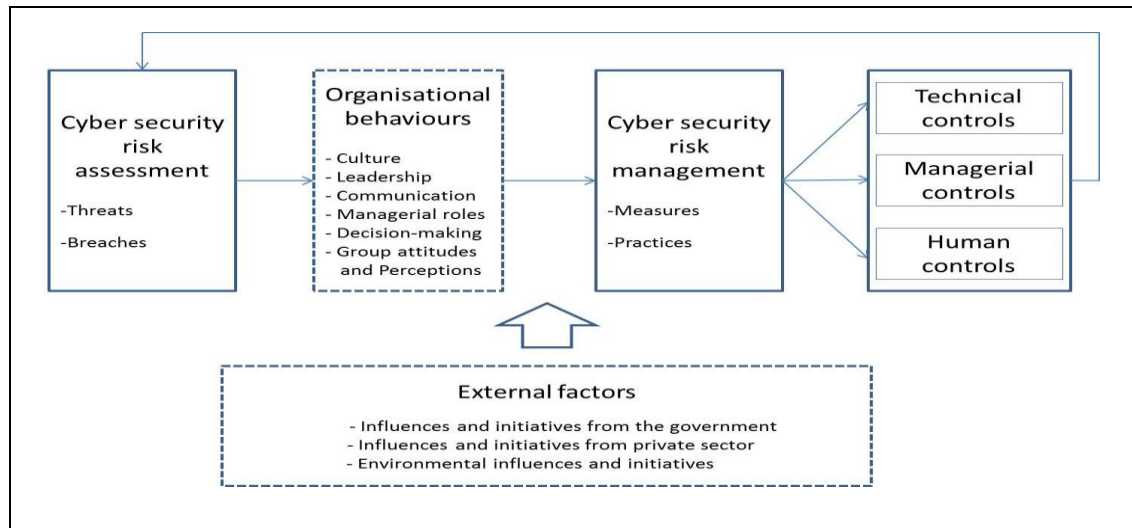 Cyber security
risk
assessment
-Threats
-Breaches
Organisational
behaviours
- Culture
- Leadership
- Communication
- Managerial roles
- Decision-making
- Group attitudes
and Perceptions
Cyber security
risk
management
-Measures
-Practices
Technical
controls
Managerial
controls
Human
controls
External factors
- Influences and initiatives from the government
- Influences and initiatives from private sector
- Environmental influences and initiatives